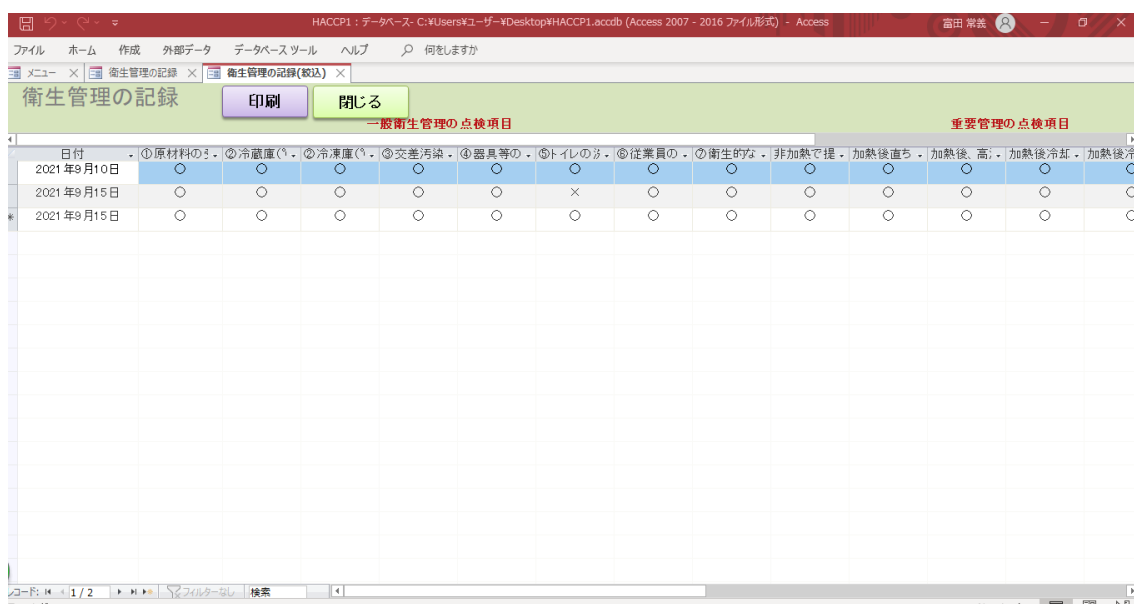 HACCP1 : データベース- C:¥Users¥ユーザー¥Desktop¥HACCP1.accdb (Access 2007 - 2016 ファイル形式) - Access 富田 常義
ファイル ホーム 作成 外部データ データベース ツール ヘルプ 何をしますか
メニュー 衛生管理の記録 衛生管理の記録(絞込)
衛生管理の記録 印刷 閉じる
一般衛生管理の点検項目 重要管理の点検項目
日付 ①原材料の ②冷蔵庫( ②冷凍庫( ③交差汚染 ④器具等の ⑤トイレの ⑥従業員の ⑦衛生的な 非加熱で提 加熱後直ち 加熱後、高 加熱後冷却 加熱後冷
2021年9月10日 ○ ○ ○ ○ ○ ○ ○ ○ ○ ○ ○ ○ ○
2021年9月15日 ○ ○ ○ ○ ○ × ○ ○ ○ ○ ○ ○ ○
* 2021年9月15日 ○ ○ ○ ○ ○ ○ ○ ○ ○ ○ ○ ○ ○
レコード: 1 / 2 フィルターなし 検索